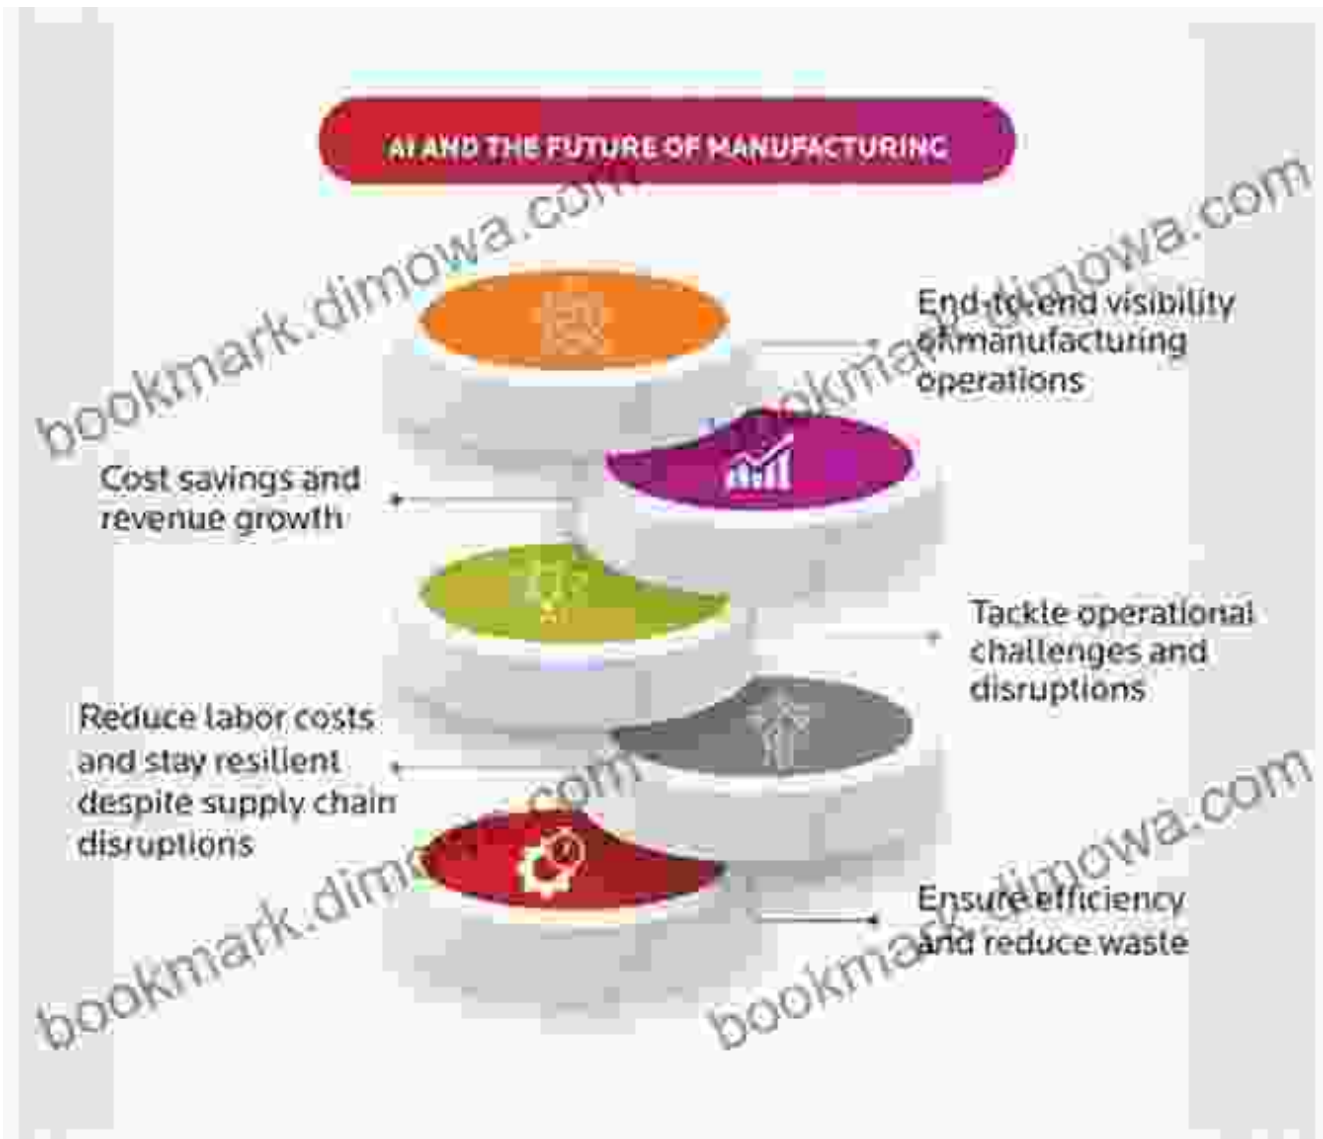 AI AND THE FUTURE OF MANUFACTURING
End-to-end visibility
of manufacturing
operations
Cost savings and
revenue growth
Tackle operational
challenges and
disruptions
Reduce labor costs
and stay resilient
despite supply chain
disruptions
Ensure efficiency
and reduce waste
bookmark.dimowa.com
bookmark.dimowa.com
bookmark.dimowa.com
bookmark.dimowa.com